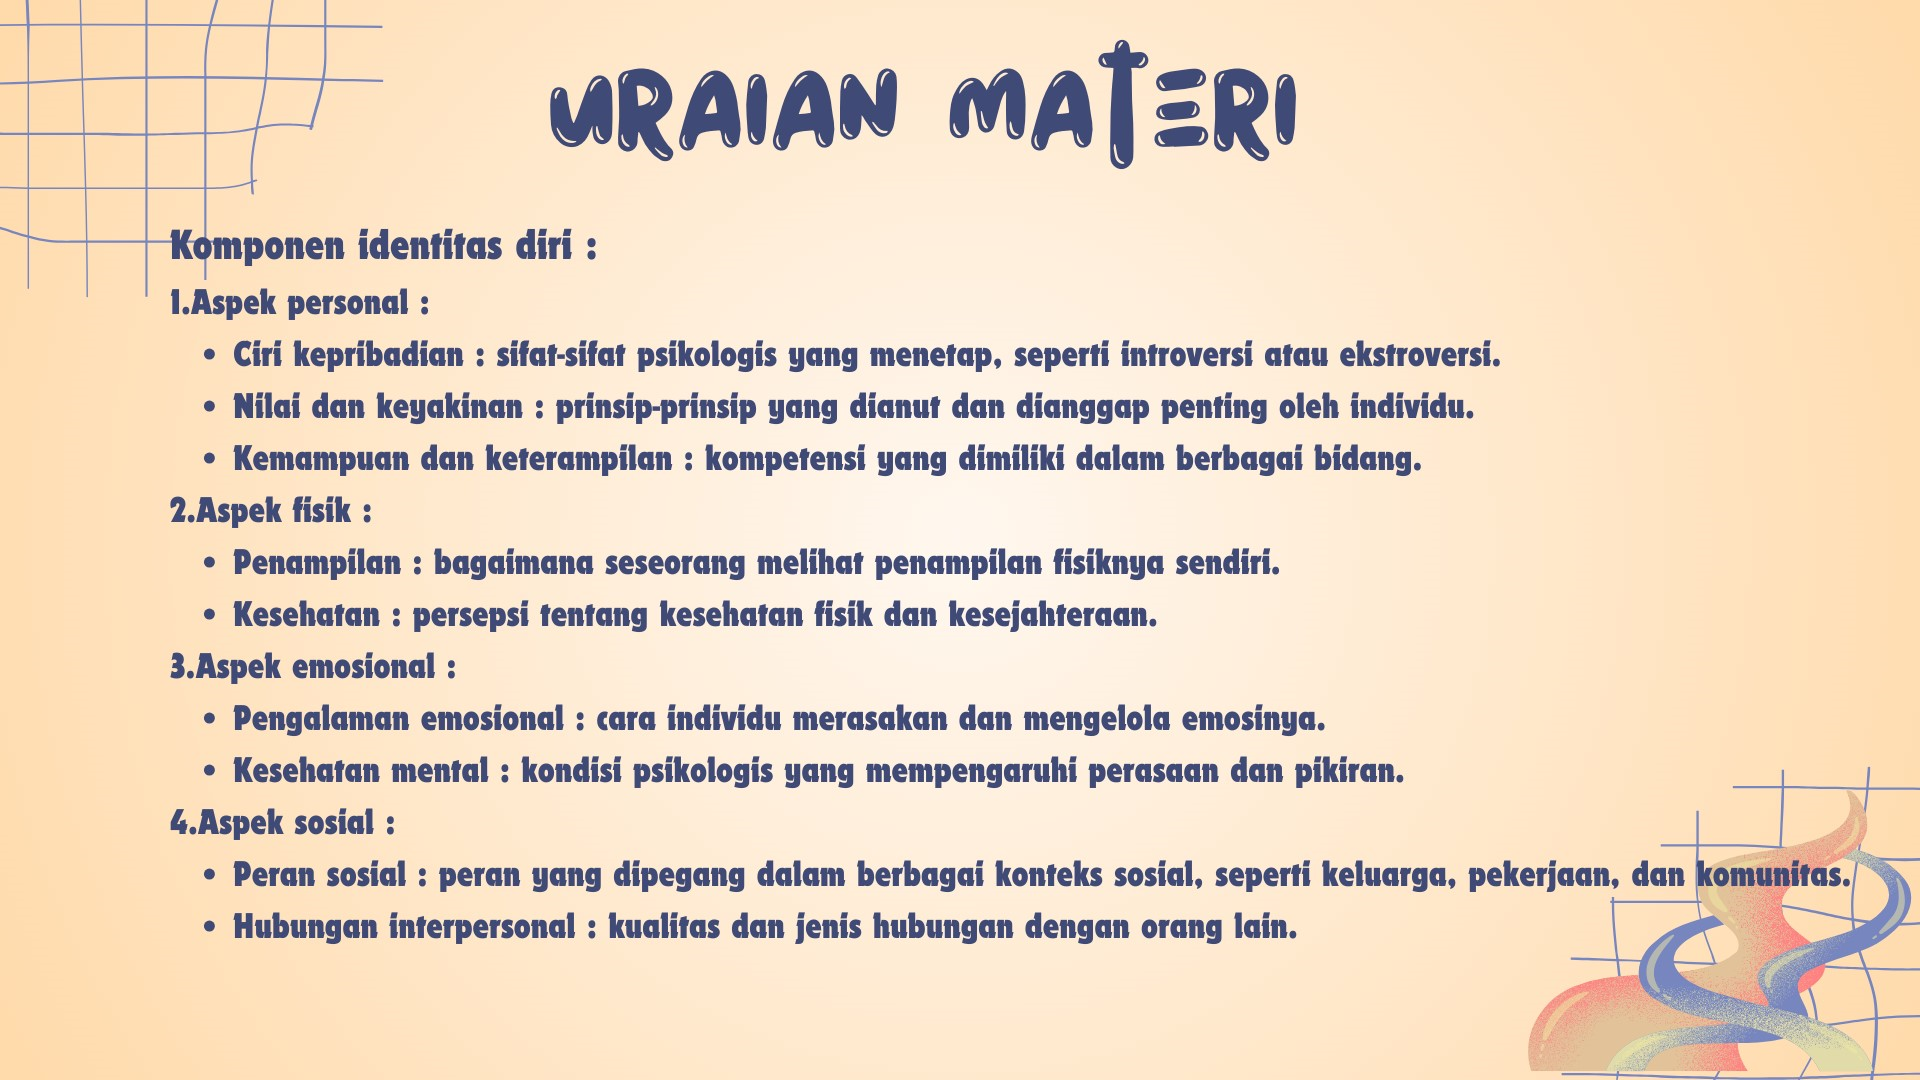 URAIAN MATERI
Komponen identitas diri :
1.Aspek personal :
• Ciri kepribadian : sifat-sifat psikologis yang menetap, seperti introversi atau ekstroversi.
• Nilai dan keyakinan : prinsip-prinsip yang dianut dan dianggap penting oleh individu.
• Kemampuan dan keterampilan : kompetensi yang dimiliki dalam berbagai bidang.
2.Aspek fisik :
• Penampilan : bagaimana seseorang melihat penampilan fisiknya sendiri.
• Kesehatan : persepsi tentang kesehatan fisik dan kesejahteraan.
3.Aspek emosional :
• Pengalaman emosional : cara individu merasakan dan mengelola emosinya.
• Kesehatan mental : kondisi psikologis yang mempengaruhi perasaan dan pikiran.
4.Aspek sosial :
• Peran sosial : peran yang dipegang dalam berbagai konteks sosial, seperti keluarga, pekerjaan, dan komunitas.
• Hubungan interpersonal : kualitas dan jenis hubungan dengan orang lain.